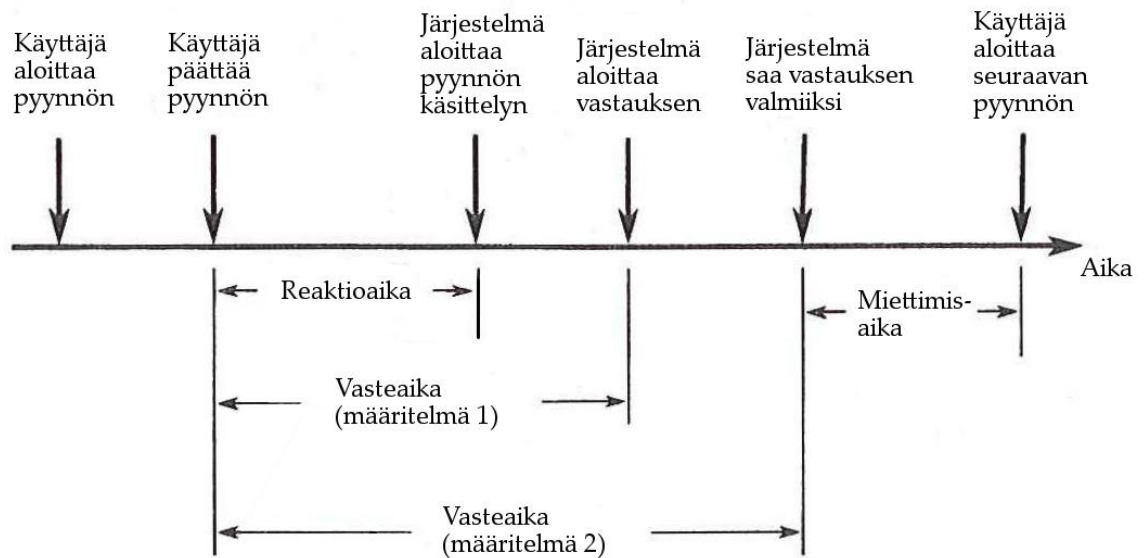 Käyttäjä
aloittaa
pyynnön
Käyttäjä
päättää
pyynnön
Järjestelmä
aloittaa
pyynnön
käsittelyn
Järjestelmä
aloittaa
vastauksen
Järjestelmä
saa vastauksen
valmiiksi
Käyttäjä
aloittaa
seuraavan
pyynnön
Aika
Reaktioaika
Miettimis-
aika
Vasteaika
(määritelmä 1)
Vasteaika
(määritelmä 2)